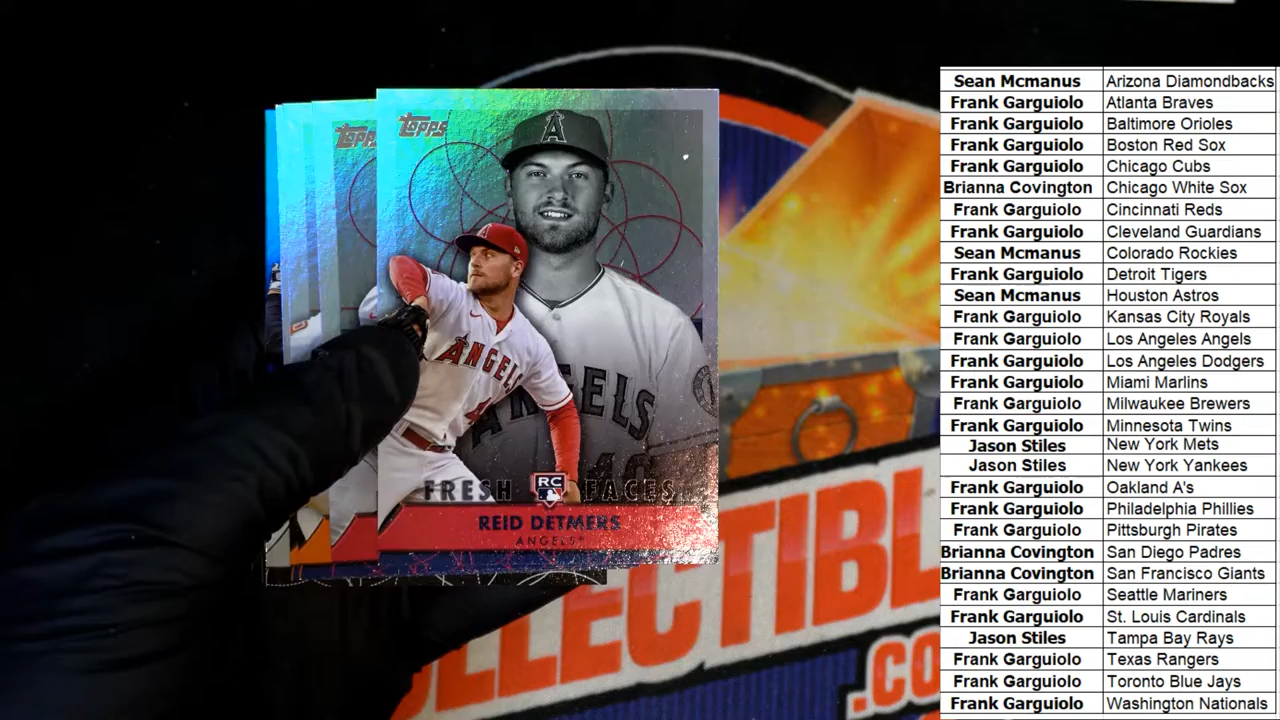 TOPPS
TOPPS
A
ANGELS
ANGELS
FRESH RC FACES
REID DETMERS
ANGELS
LLECTIBL
.CO
Sean Mcmanus Arizona Diamondbacks
Frank Garguiolo Atlanta Braves
Frank Garguiolo Baltimore Orioles
Frank Garguiolo Boston Red Sox
Frank Garguiolo Chicago Cubs
Brianna Covington Chicago White Sox
Frank Garguiolo Cincinnati Reds
Frank Garguiolo Cleveland Guardians
Sean Mcmanus Colorado Rockies
Frank Garguiolo Detroit Tigers
Sean Mcmanus Houston Astros
Frank Garguiolo Kansas City Royals
Frank Garguiolo Los Angeles Angels
Frank Garguiolo Los Angeles Dodgers
Frank Garguiolo Miami Marlins
Frank Garguiolo Milwaukee Brewers
Frank Garguiolo Minnesota Twins
Jason Stiles New York Mets
Jason Stiles New York Yankees
Frank Garguiolo Oakland A's
Frank Garguiolo Philadelphia Phillies
Frank Garguiolo Pittsburgh Pirates
Brianna Covington San Diego Padres
Brianna Covington San Francisco Giants
Frank Garguiolo Seattle Mariners
Frank Garguiolo St. Louis Cardinals
Jason Stiles Tampa Bay Rays
Frank Garguiolo Texas Rangers
Frank Garguiolo Toronto Blue Jays
Frank Garguiolo Washington Nationals